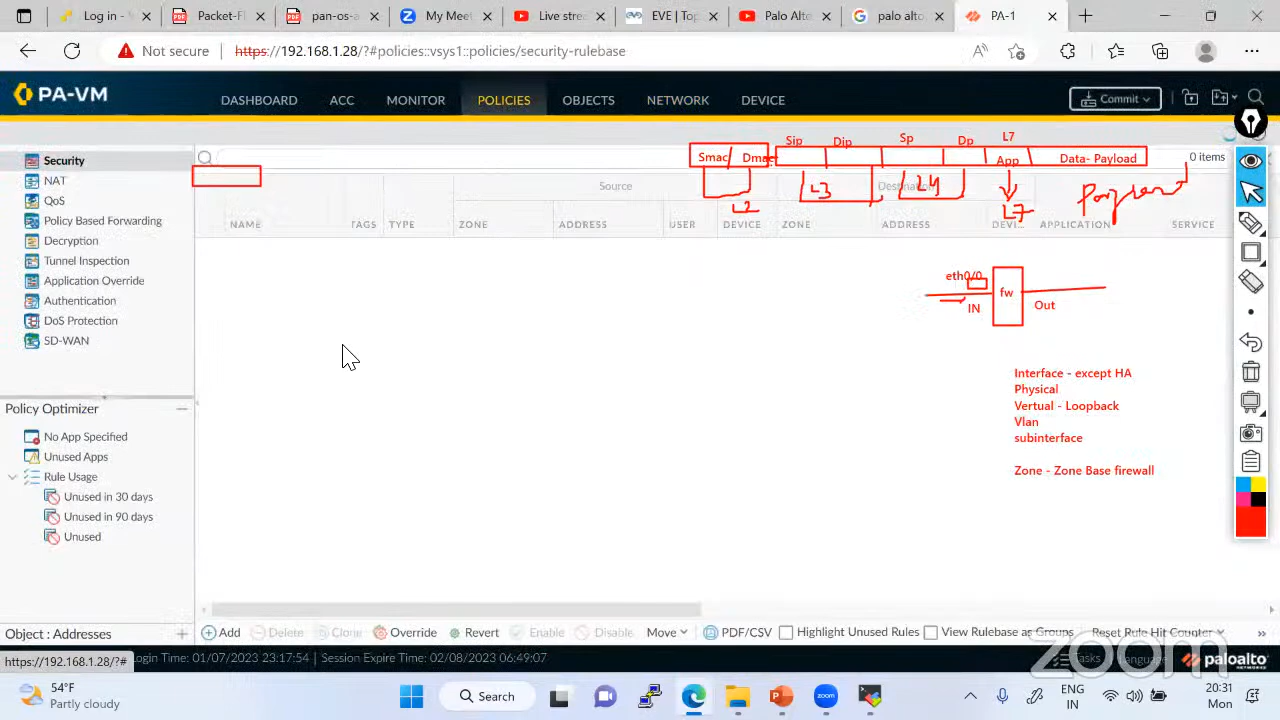 Packet-Fl
pan-os-a
My Mee
Live strea
EVE | Top
Palo Alto
palo alto
PA-1
Not secure
https://192.168.1.28/?#policies::vsys1::policies/security-rulebase
PA-VM
DASHBOARD
ACC
MONITOR
POLICIES
OBJECTS
NETWORK
DEVICE
Commit
Sip
Dip
Sp
Dp
L7
Smac
Dmac
App
Data- Payload
0 items
L2
L3
L4
L7
Source
NAME
TAGS
TYPE
ZONE
ADDRESS
USER
DEVICE
ZONE
ADDRESS
DEVI...
APPLICATION
SERVICE
Security
NAT
QoS
Policy Based Forwarding
Decryption
Tunnel Inspection
Application Override
Authentication
DoS Protection
SD-WAN
eth0/0
fw
IN
Out
Interface - except HA
Physical
Vertual - Loopback
Vlan
subinterface
Zone - Zone Base firewall
Policy Optimizer
No App Specified
Unused Apps
Rule Usage
Unused in 30 days
Unused in 90 days
Unused
Object : Addresses
Add
Delete
Clone
Override
Revert
Enable
Disable
Move
PDF/CSV
Highlight Unused Rules
View Rulebase as Groups
Reset Rule Hit Counter
https://192.168.1.28/?#
Login Time: 01/07/2023 23:17:54
Session Expire Time: 02/08/2023 06:49:07
Tasks
Language
paloalto
NETWORKS
zoom
54°F
Partly cloudy
Search
ENG
IN
20:31
Mon